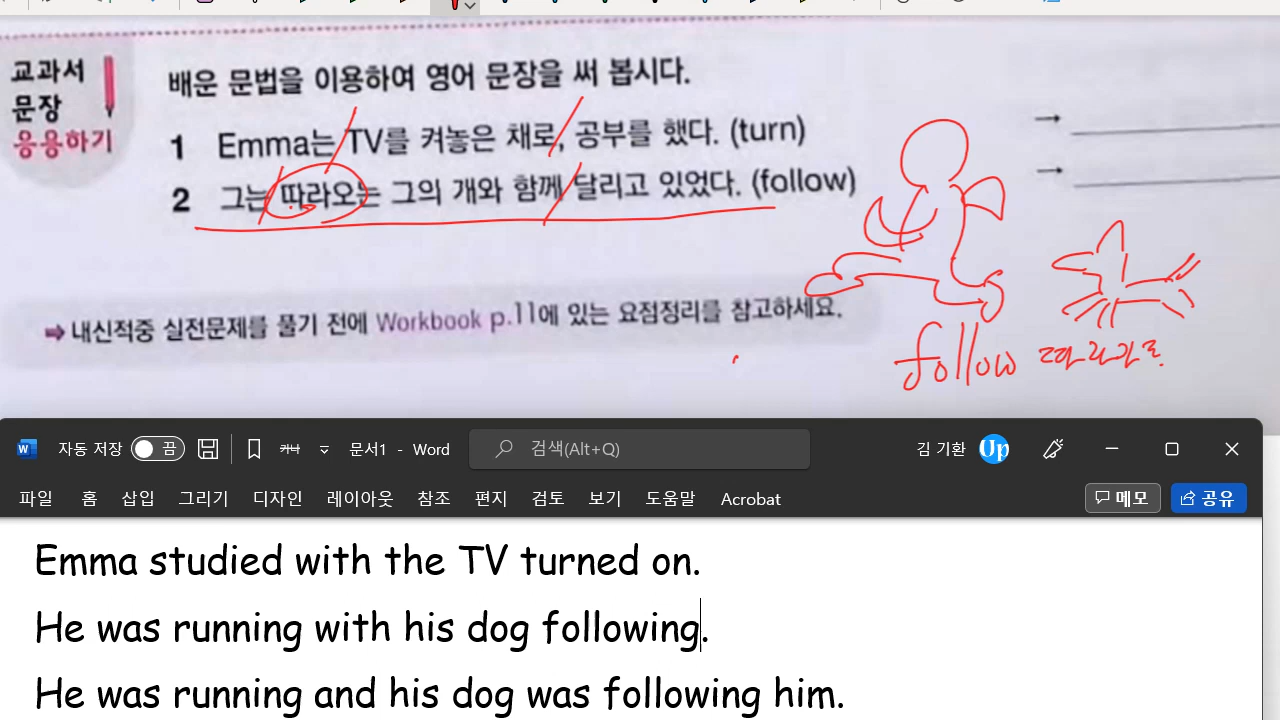 교과서
문장
응용하기
배운 문법을 이용하여 영어 문장을 써 봅시다.
1 Emma는 TV를 켜놓은 채로, 공부를 했다. (turn) →
2 그는 따라오는 그의 개와 함께 달리고 있었다. (follow) →
➡ 내신적중 실전문제를 풀기 전에 Workbook p.11에 있는 요점정리를 참고하세요.
follow 따라가다
자동 저장 끔 가나 문서1 - Word 검색(Alt+Q) 김 기환 Up
파일 홈 삽입 그리기 디자인 레이아웃 참조 편지 검토 보기 도움말 Acrobat 메모 공유
Emma studied with the TV turned on.
He was running with his dog following.
He was running and his dog was following him.